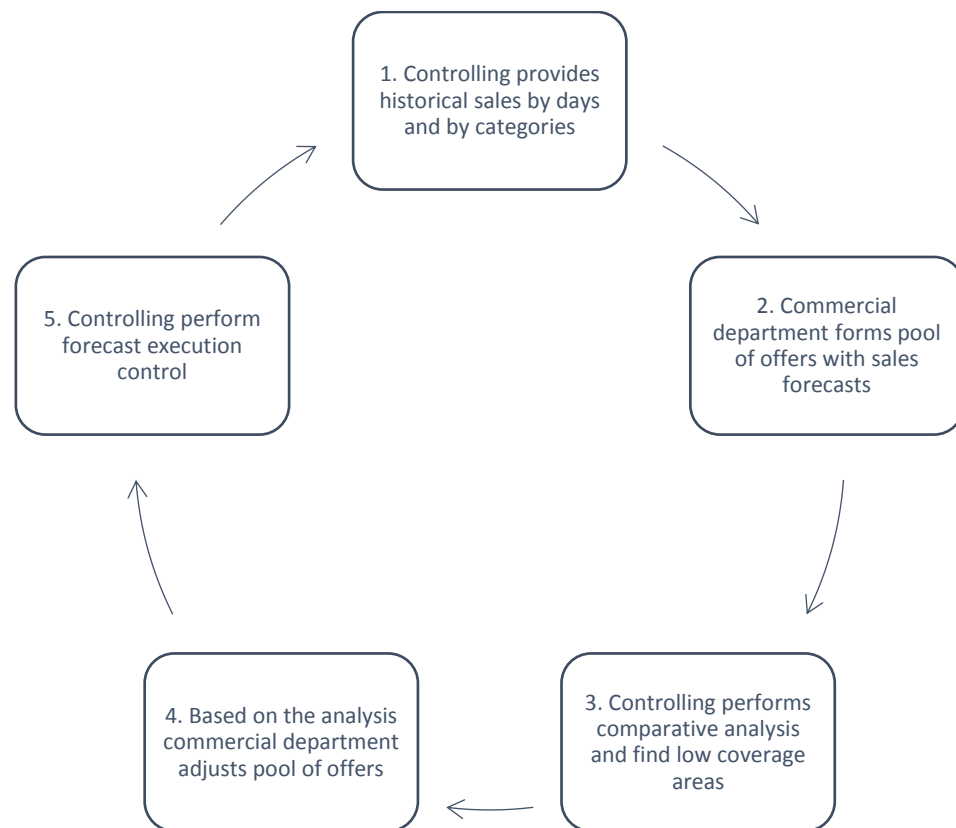 1. Controlling provides
historical sales by days
and by categories
2. Commercial
department forms pool
of offers with sales
forecasts
3. Controlling performs
comparative analysis
and find low coverage
areas
4. Based on the analysis
commercial department
adjusts pool of offers
5. Controlling perform
forecast execution
control